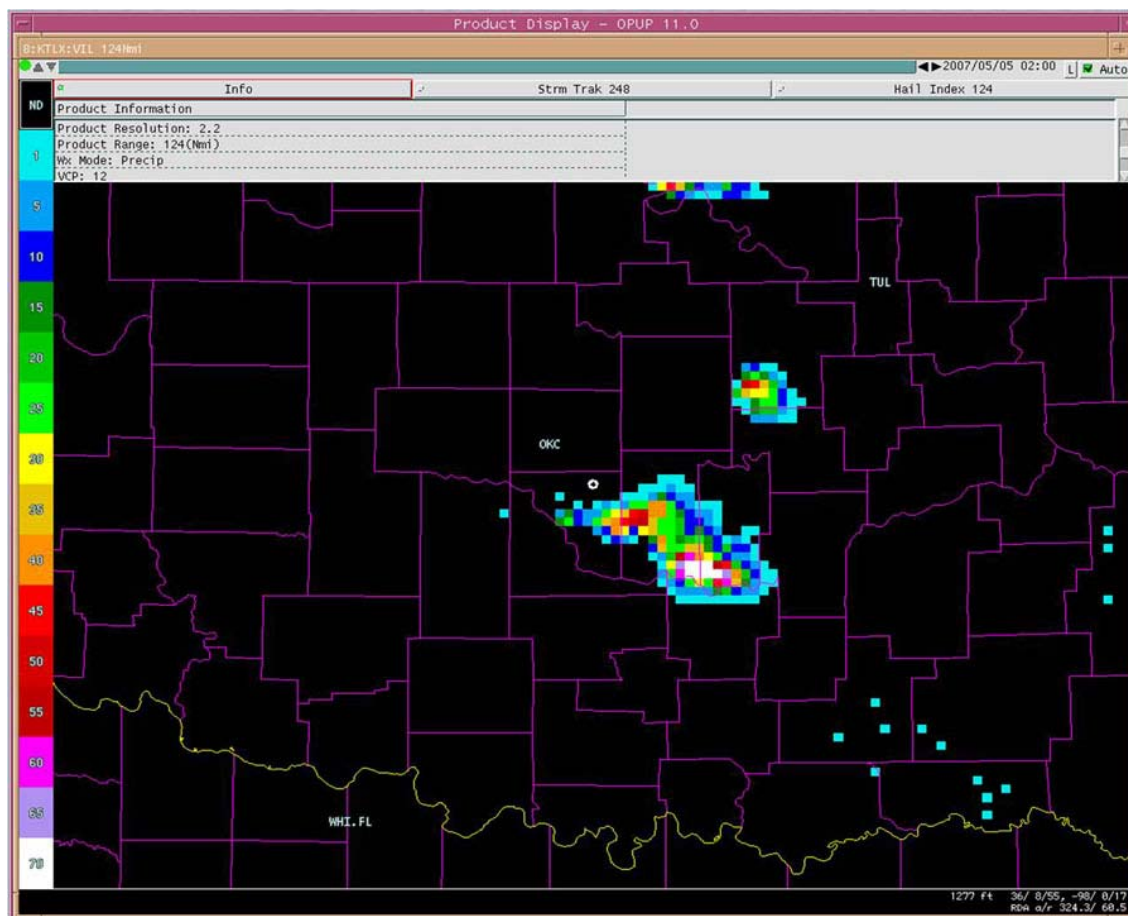 Product Display - OPUP 11.0
8:KTLX:VIL 124Nmi
2007/05/05 02:00 L Auto
Info Strm Trak 248 Hail Index 124
Product Information
Product Resolution: 2.2
Product Range: 124(Nmi)
Wx Mode: Precip
VCP: 12
ND
1
5
10
15
20
25
30
35
40
45
50
55
60
65
70
TUL
OKC
WHI.FL
1277 ft 36/ 8/55, -98/ 0/17
RDA a/r 324.3/ 60.5